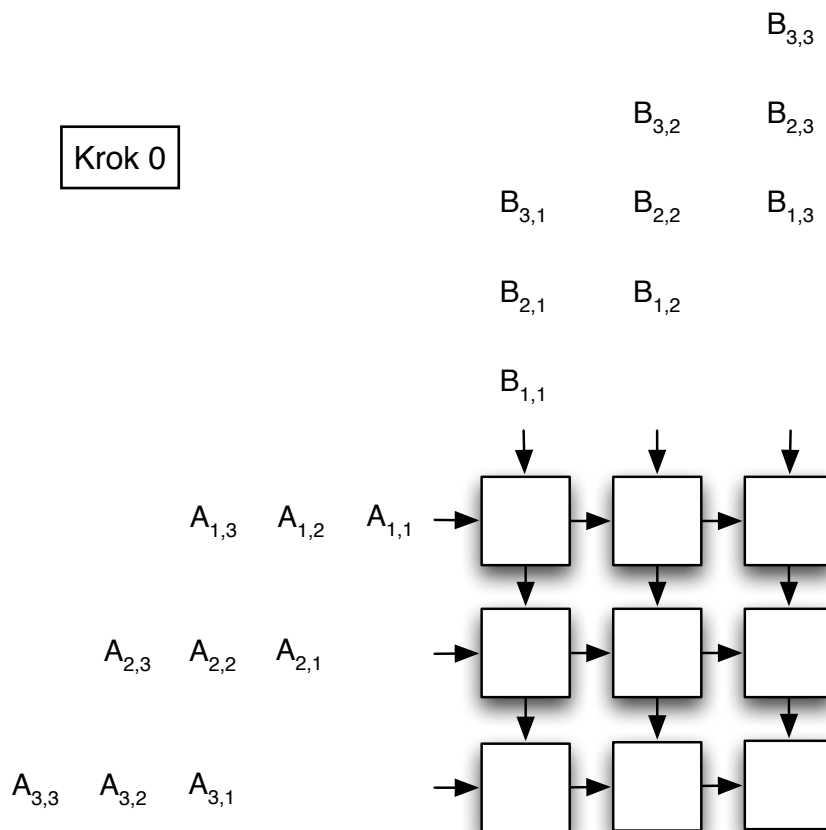 B3,3
B3,2 B2,3
Krok 0
B3,1 B2,2 B1,3
B2,1 B1,2
B1,1
A1,3 A1,2 A1,1
A2,3 A2,2 A2,1
A3,3 A3,2 A3,1